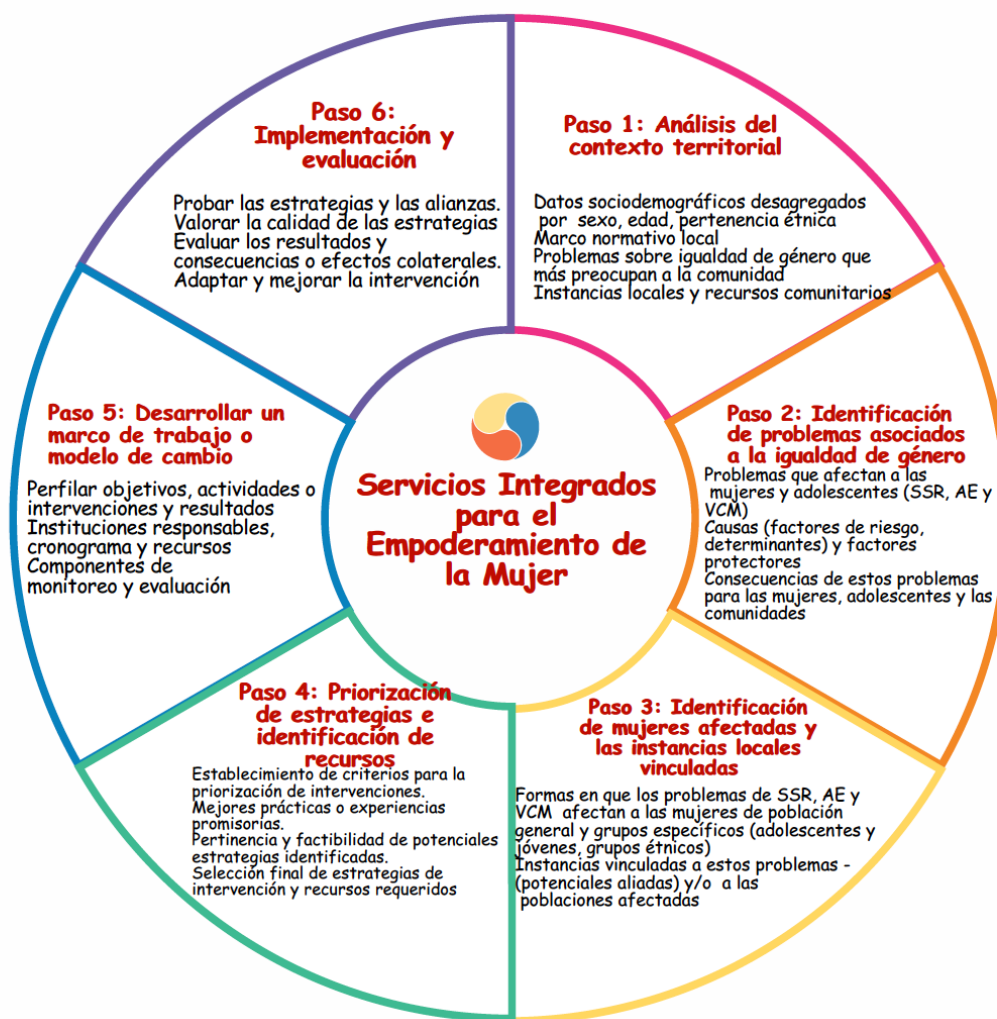 Servicios Integrados
para el
Empoderamiento de
la Mujer
Paso 1: Análisis del
contexto territorial
Datos sociodemográficos desagregados
por sexo, edad, pertenencia étnica
Marco normativo local
Problemas sobre igualdad de género que
más preocupan a la comunidad
Instancias locales y recursos comunitarios
Paso 2: Identificación
de problemas asociados
a la igualdad de género
Problemas que afectan a las
mujeres y adolescentes (SSR, AE y
VCM)
Causas (factores de riesgo,
determinantes) y factores
protectores
Consecuencias de estos problemas
para las mujeres, adolescentes y las
comunidades
Paso 3: Identificación
de mujeres afectadas y
las instancias locales
vinculadas
Formas en que los problemas de SSR, AE y
VCM afectan a las mujeres de población
general y grupos específicos (adolescentes y
jóvenes, grupos étnicos)
Instancias vinculadas a estos problemas -
(potenciales aliadas) y/o a las
poblaciones afectadas
Paso 4: Priorización
de estrategias e
identificación de
recursos
Establecimiento de criterios para la
priorización de intervenciones.
Mejores prácticas o experiencias
promisorias.
Pertinencia y factibilidad de potenciales
estrategias identificadas.
Selección final de estrategias de
intervención y recursos requeridos
Paso 5: Desarrollar un
marco de trabajo o
modelo de cambio
Perfilar objetivos, actividades o
intervenciones y resultados
Instituciones responsables,
cronograma y recursos
Componentes de
monitoreo y evaluación
Paso 6:
Implementación y
evaluación
Probar las estrategias y las alianzas.
Valorar la calidad de las estrategias
Evaluar los resultados y
consecuencias o efectos colaterales.
Adaptar y mejorar la intervención